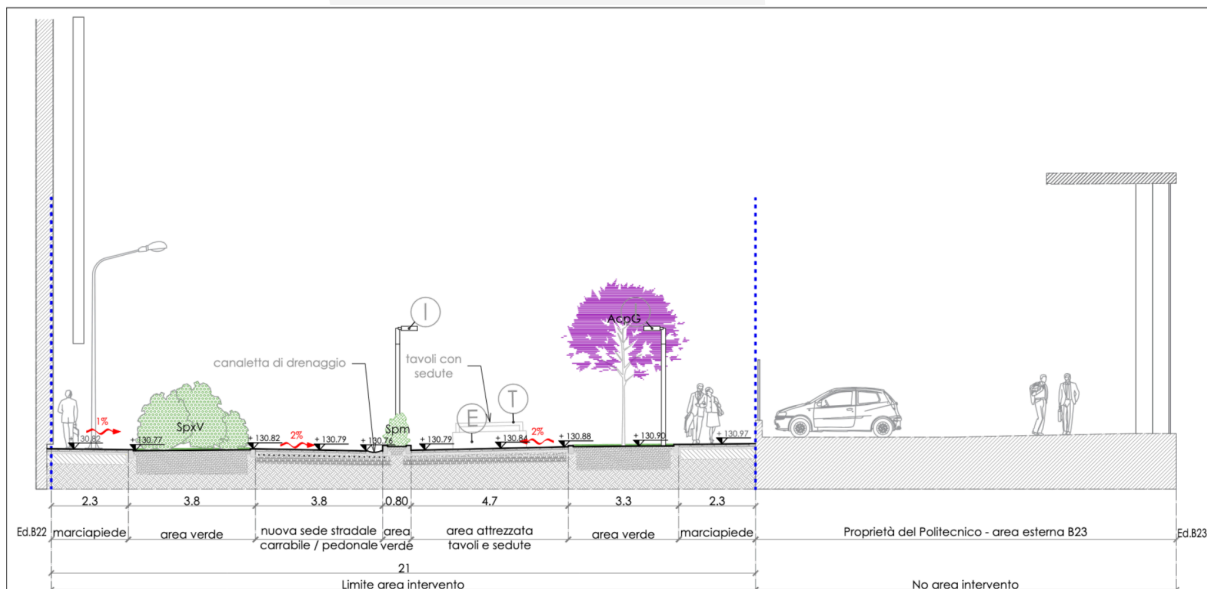 I
AcpG
canaletta di drenaggio
tavoli con
sedute
T
E
SpxV
Spm
1%
2%
2%
130.82
+ 130.77
+ 130.82
+ 130.79
+ 130.76
+ 130.79
+ 130.84
+ 130.88
+ 130.90
+ 130.97
2.3
3.8
3.8
0.80
4.7
3.3
2.3
Ed.B22
marciapiede
area verde
nuova sede stradale
carrabile / pedonale
area
verde
area attrezzata
tavoli e sedute
area verde
marciapiede
Proprietà del Politecnico - area esterna B23
Ed.B23
21
Limite area intervento
No area intervento